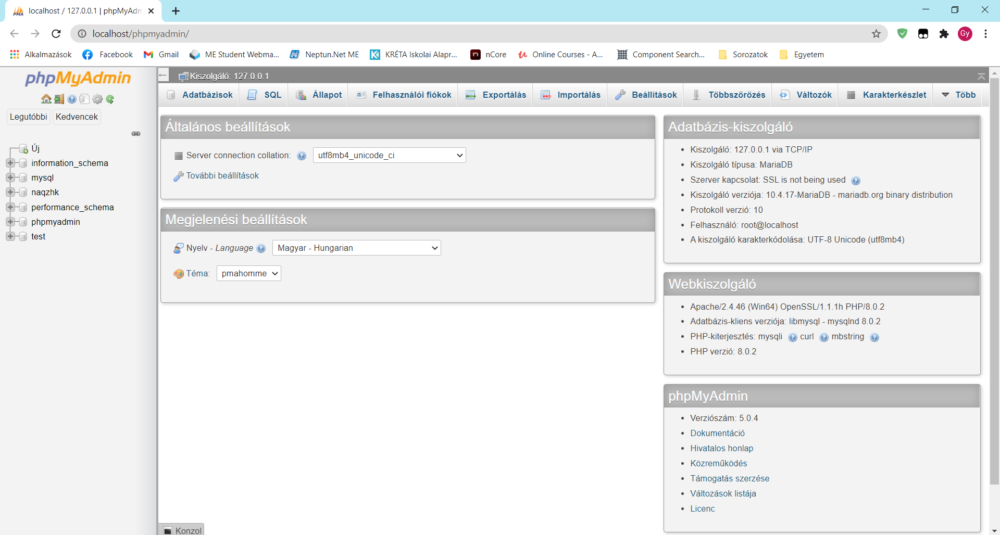 localhost / 127.0.0.1 | phpMyAdm
localhost/phpmyadmin/
Gy
Alkalmazások
Facebook
Gmail
ME Student Webma...
Neptun.Net ME
KRÉTA Iskolai Alapr...
nCore
Online Courses - A...
Component Search...
Sorozatok
Egyetem
phpMyAdmin
Legutóbbi
Kedvencek
Új
information_schema
mysql
naqzhk
performance_schema
phpmyadmin
test
Kiszolgáló: 127.0.0.1
Adatbázisok
SQL
Állapot
Felhasználói fiókok
Exportálás
Importálás
Beállítások
Többszörözés
Változók
Karakterkészlet
Több
Általános beállítások
Server connection collation:
utf8mb4_unicode_ci
További beállítások
Megjelenési beállítások
Nyelv - Language
Magyar - Hungarian
Téma:
pmahomme
Adatbázis-kiszolgáló
Kiszolgáló: 127.0.0.1 via TCP/IP
Kiszolgáló típusa: MariaDB
Szerver kapcsolat: SSL is not being used
Kiszolgáló verziója: 10.4.17-MariaDB - mariadb.org binary distribution
Protokoll verzió: 10
Felhasználó: root@localhost
A kiszolgáló karakterkódolása: UTF-8 Unicode (utf8mb4)
Webkiszolgáló
Apache/2.4.46 (Win64) OpenSSL/1.1.1h PHP/8.0.2
Adatbázis-kliens verziója: libmysql - mysqlnd 8.0.2
PHP-kiterjesztés: mysqli curl mbstring
PHP verzió: 8.0.2
phpMyAdmin
Verziószám: 5.0.4
Dokumentáció
Hivatalos honlap
Közreműködés
Támogatás szerzése
Változások listája
Licenc
Konzol